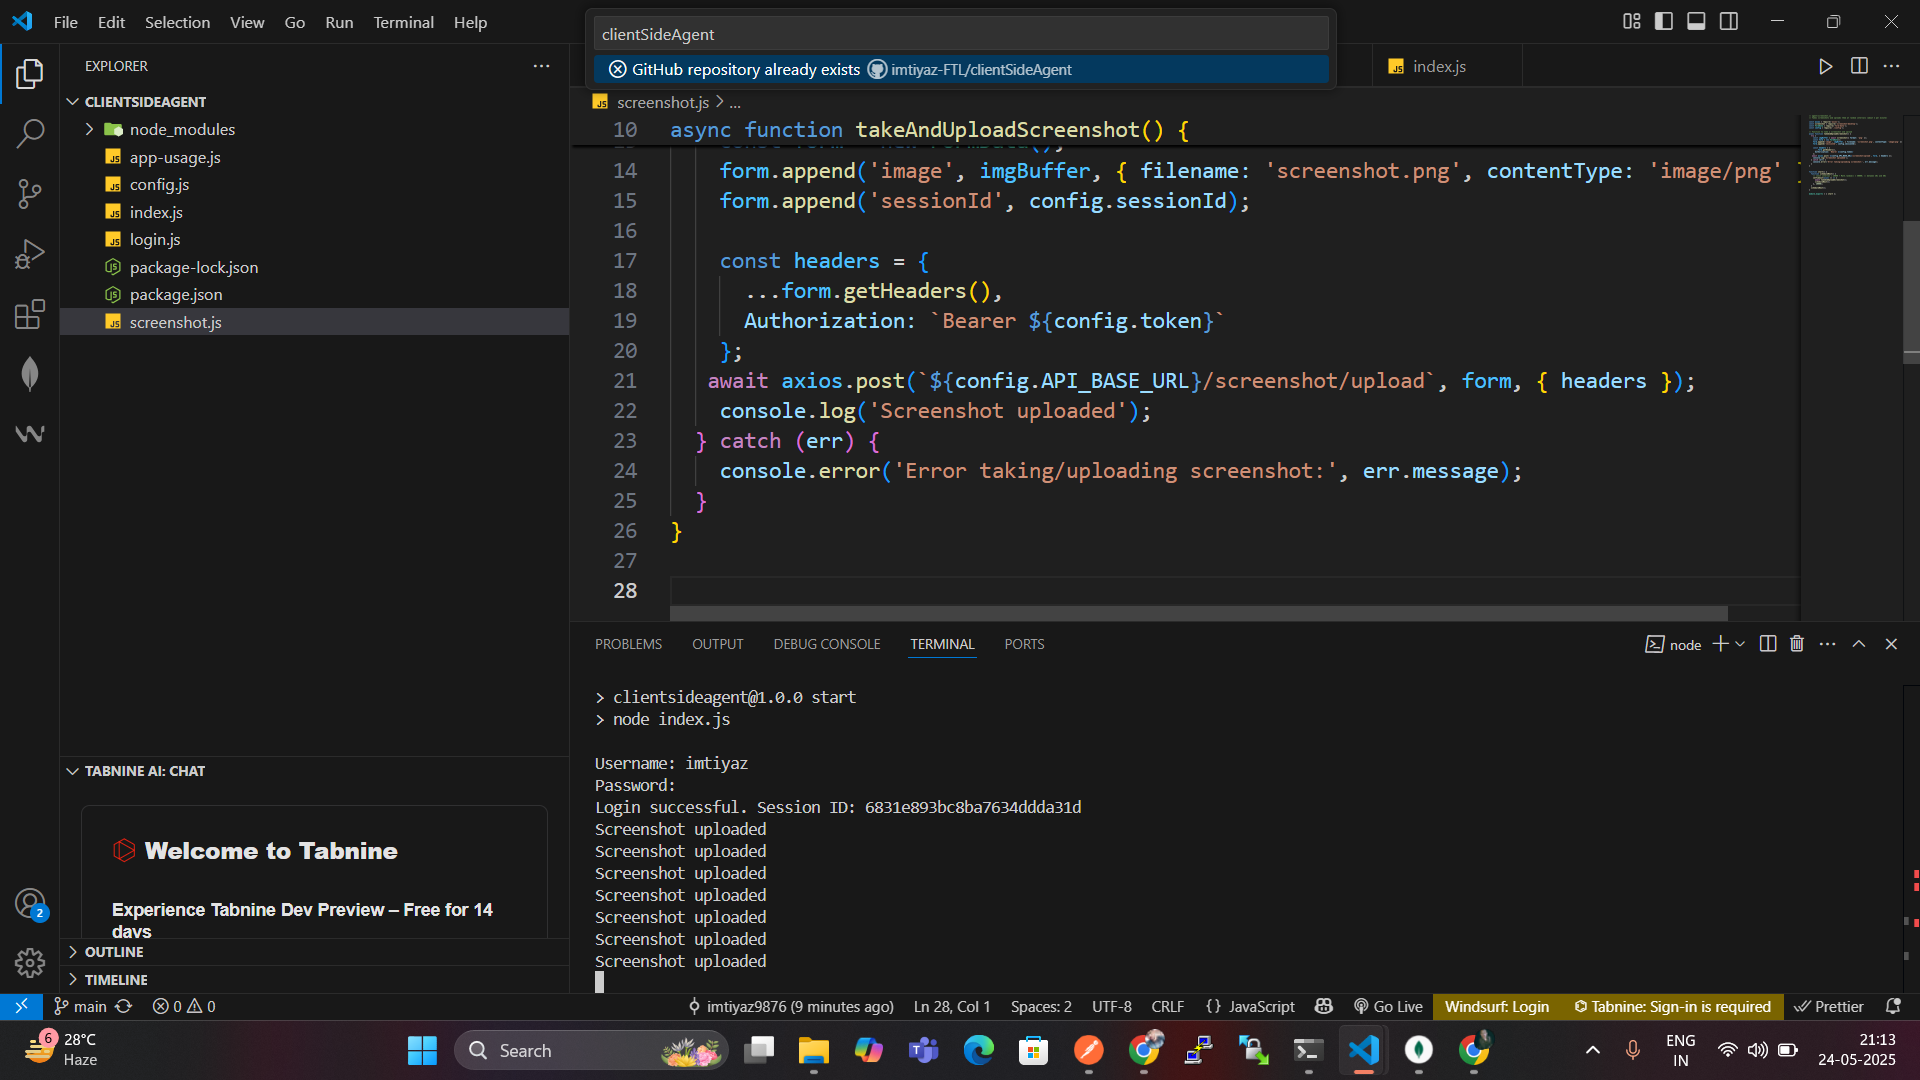 File Edit Selection View Go Run Terminal Help
clientSideAgent
GitHub repository already exists imtiyaz-FTL/clientSideAgent
EXPLORER
CLIENTSIDEAGENT
node_modules
app-usage.js
config.js
index.js
login.js
package-lock.json
package.json
screenshot.js
index.js
screenshot.js > ...
10 async function takeAndUploadScreenshot() {
14 form.append('image', imgBuffer, { filename: 'screenshot.png', contentType: 'image/png' }
15 form.append('sessionId', config.sessionId);
16
17 const headers = {
18 ...form.getHeaders(),
19 Authorization: `Bearer ${config.token}`
20 };
21 await axios.post(`${config.API_BASE_URL}/screenshot/upload`, form, { headers });
22 console.log('Screenshot uploaded');
23 } catch (err) {
24 console.error('Error taking/uploading screenshot:', err.message);
25 }
26 }
27
28
PROBLEMS OUTPUT DEBUG CONSOLE TERMINAL PORTS
node
> clientsideagent@1.0.0 start
> node index.js
Username: imtiyaz
Password:
Login successful. Session ID: 6831e893bc8ba7634ddda31d
Screenshot uploaded
Screenshot uploaded
Screenshot uploaded
Screenshot uploaded
Screenshot uploaded
Screenshot uploaded
Screenshot uploaded
TABNINE AI: CHAT
Welcome to Tabnine
Experience Tabnine Dev Preview – Free for 14
days
OUTLINE
TIMELINE
2
main 0 0 imtiyaz9876 (9 minutes ago) Ln 28, Col 1 Spaces: 2 UTF-8 CRLF {} JavaScript Go Live Windsurf: Login Tabnine: Sign-in is required Prettier
6
28°C
Haze
Search
ENG
IN
21:13
24-05-2025